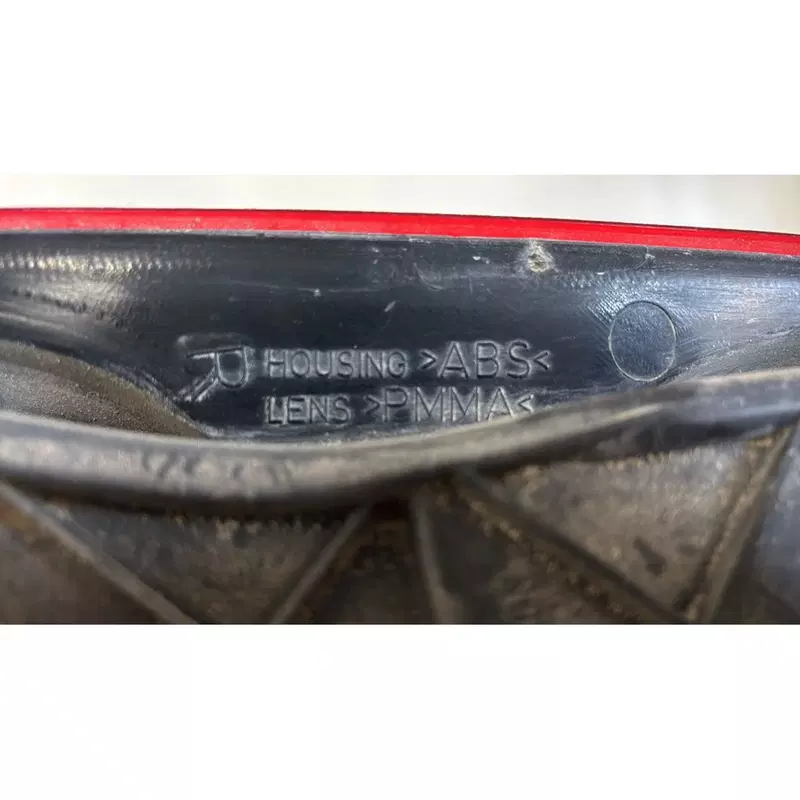 R HOUSING >ABS<
LENS >PMMA<